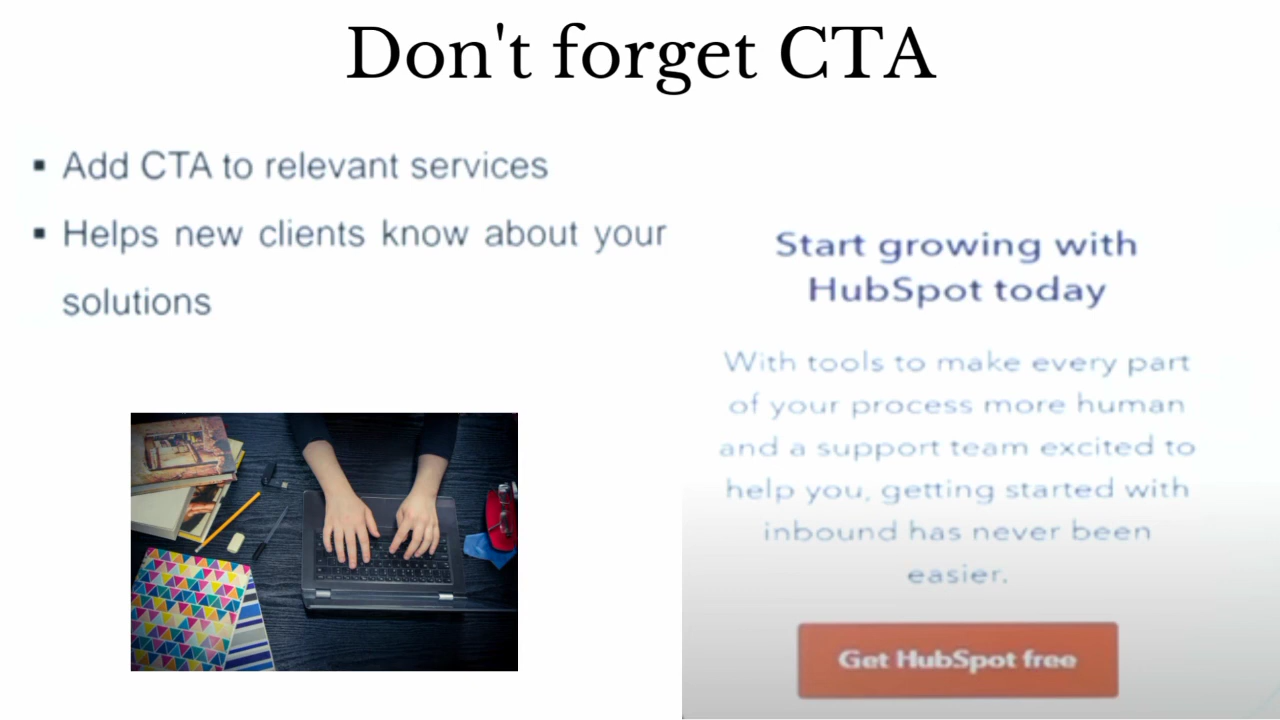 Don't forget CTA
▪ Add CTA to relevant services
▪ Helps new clients know about your
solutions
Start growing with
HubSpot today
With tools to make every part
of your process more human
and a support team excited to
help you, getting started with
inbound has never been
easier.
Get HubSpot free